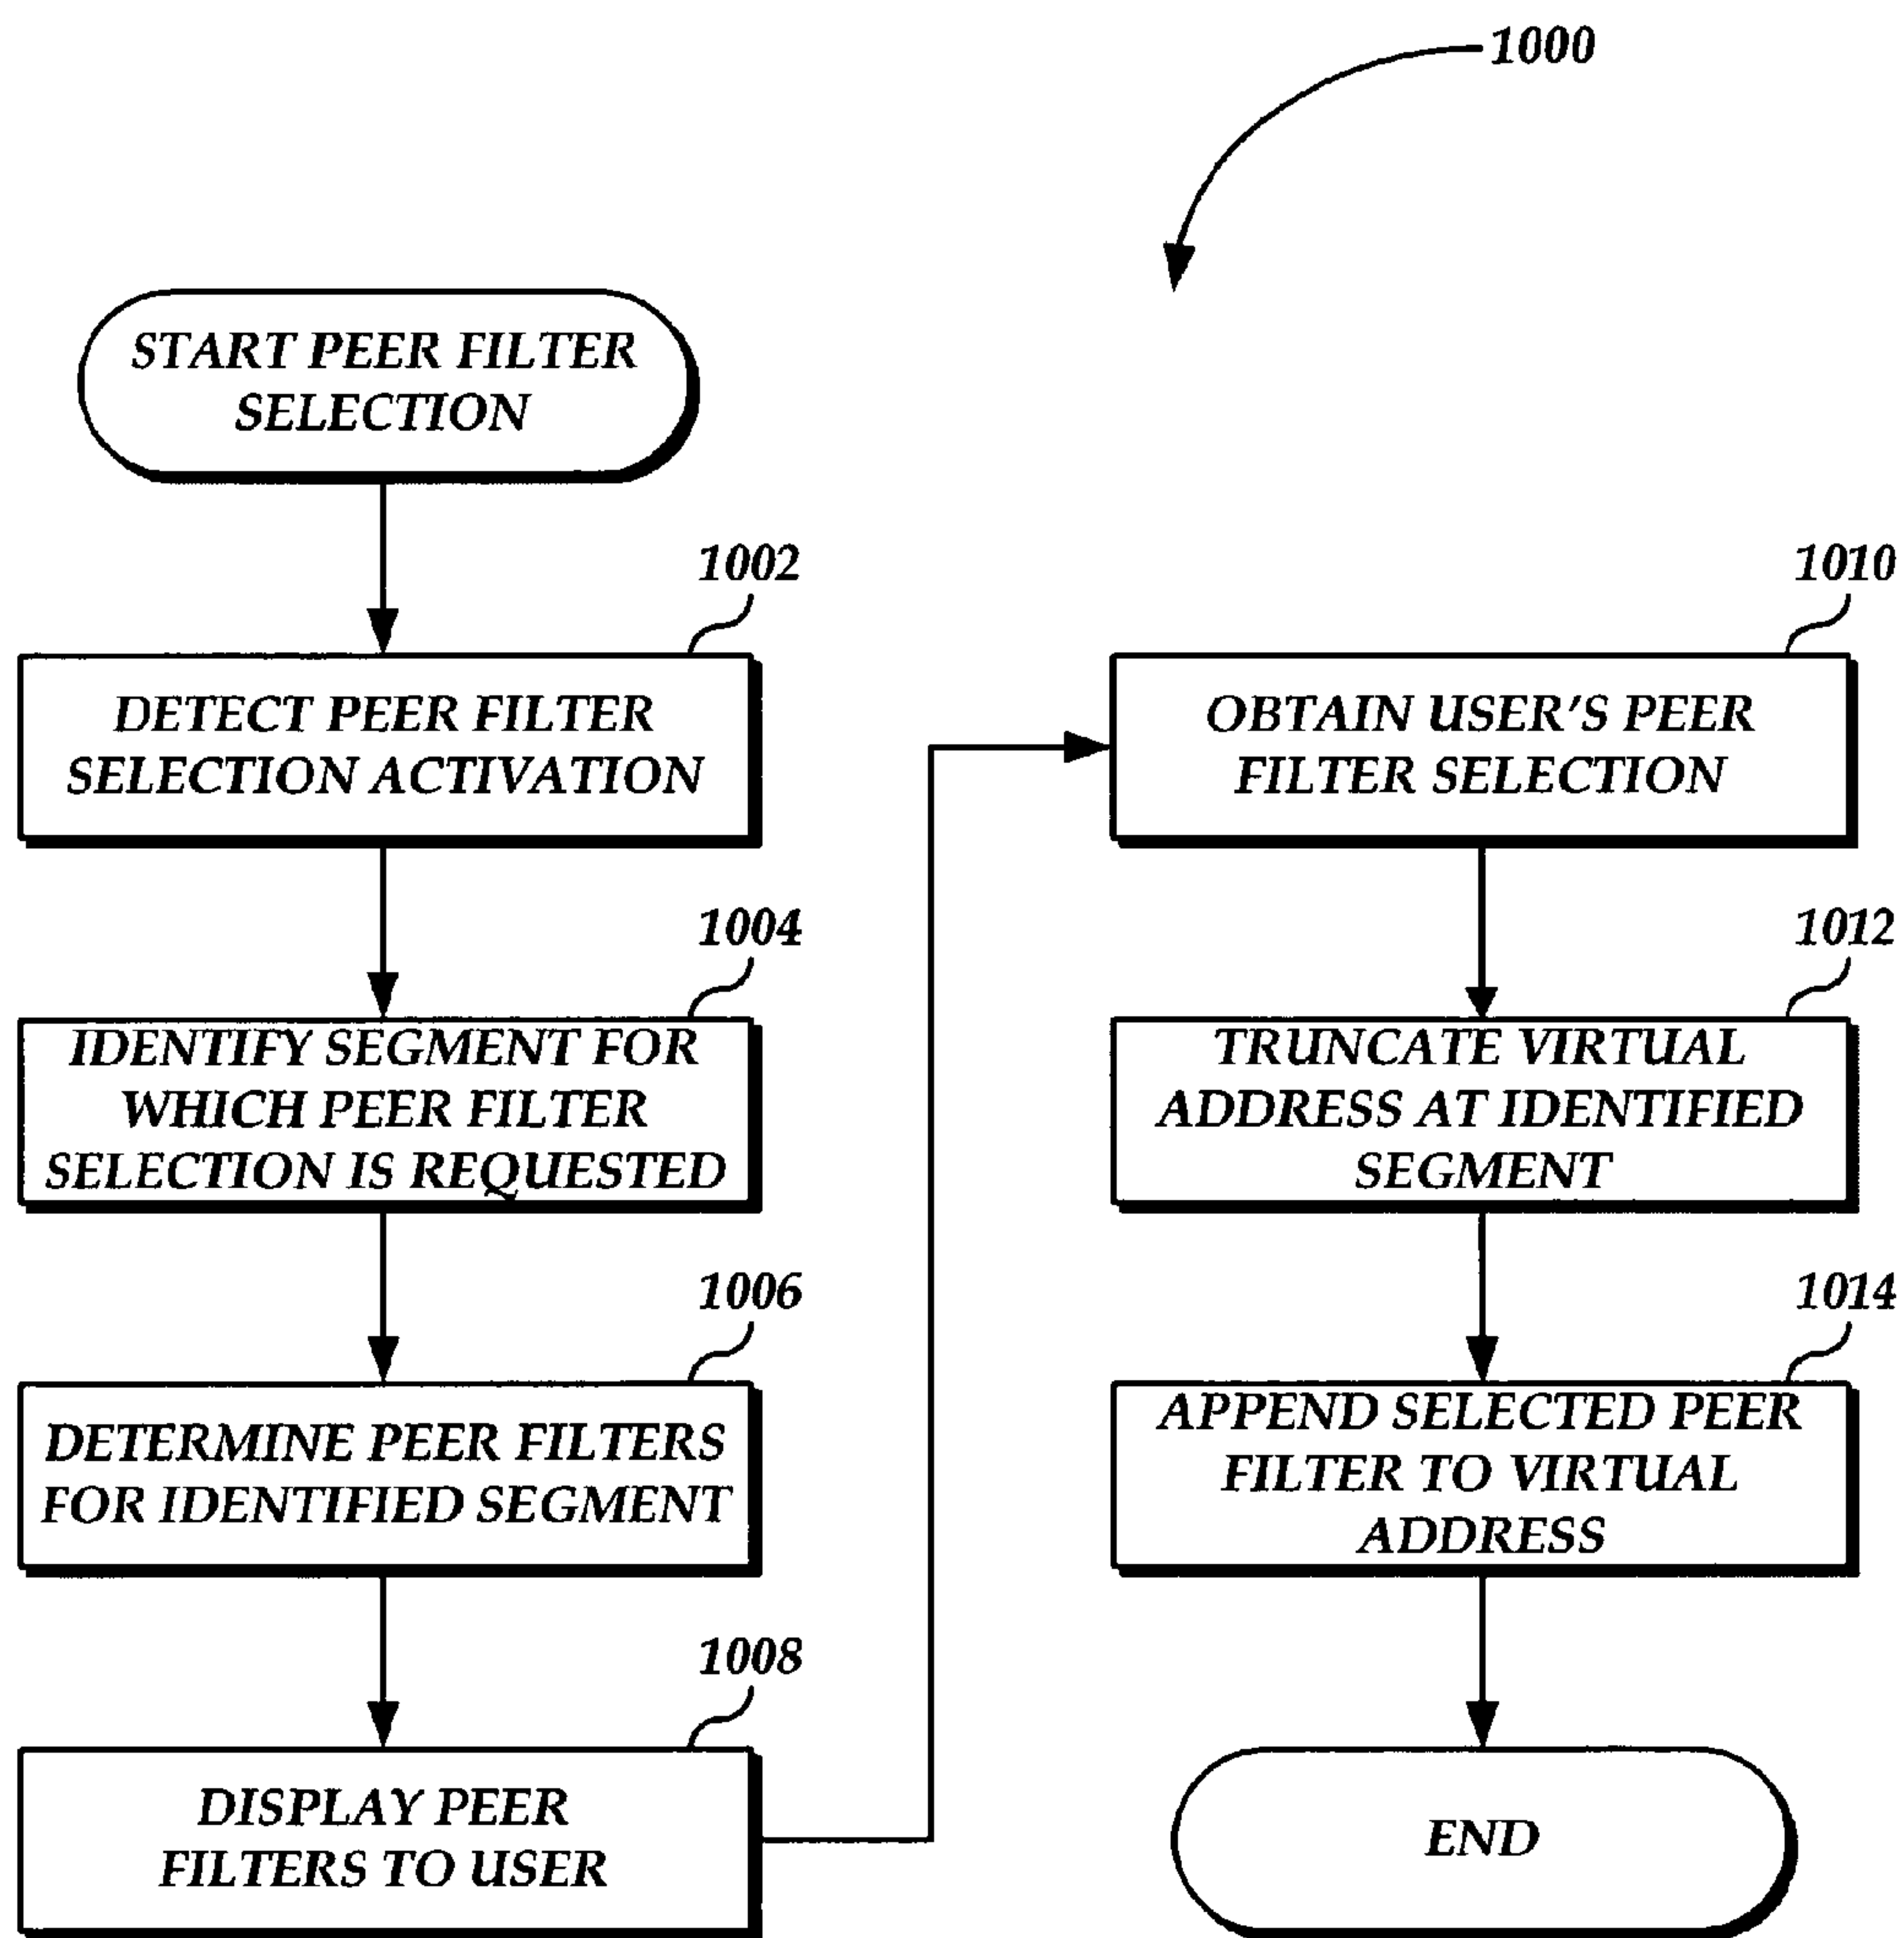 1000
START PEER FILTER
SELECTION
1002
DETECT PEER FILTER
SELECTION ACTIVATION
1004
IDENTIFY SEGMENT FOR
WHICH PEER FILTER
SELECTION IS REQUESTED
1006
DETERMINE PEER FILTERS
FOR IDENTIFIED SEGMENT
1008
DISPLAY PEER
FILTERS TO USER
1010
OBTAIN USER'S PEER
FILTER SELECTION
1012
TRUNCATE VIRTUAL
ADDRESS AT IDENTIFIED
SEGMENT
1014
APPEND SELECTED PEER
FILTER TO VIRTUAL
ADDRESS
END